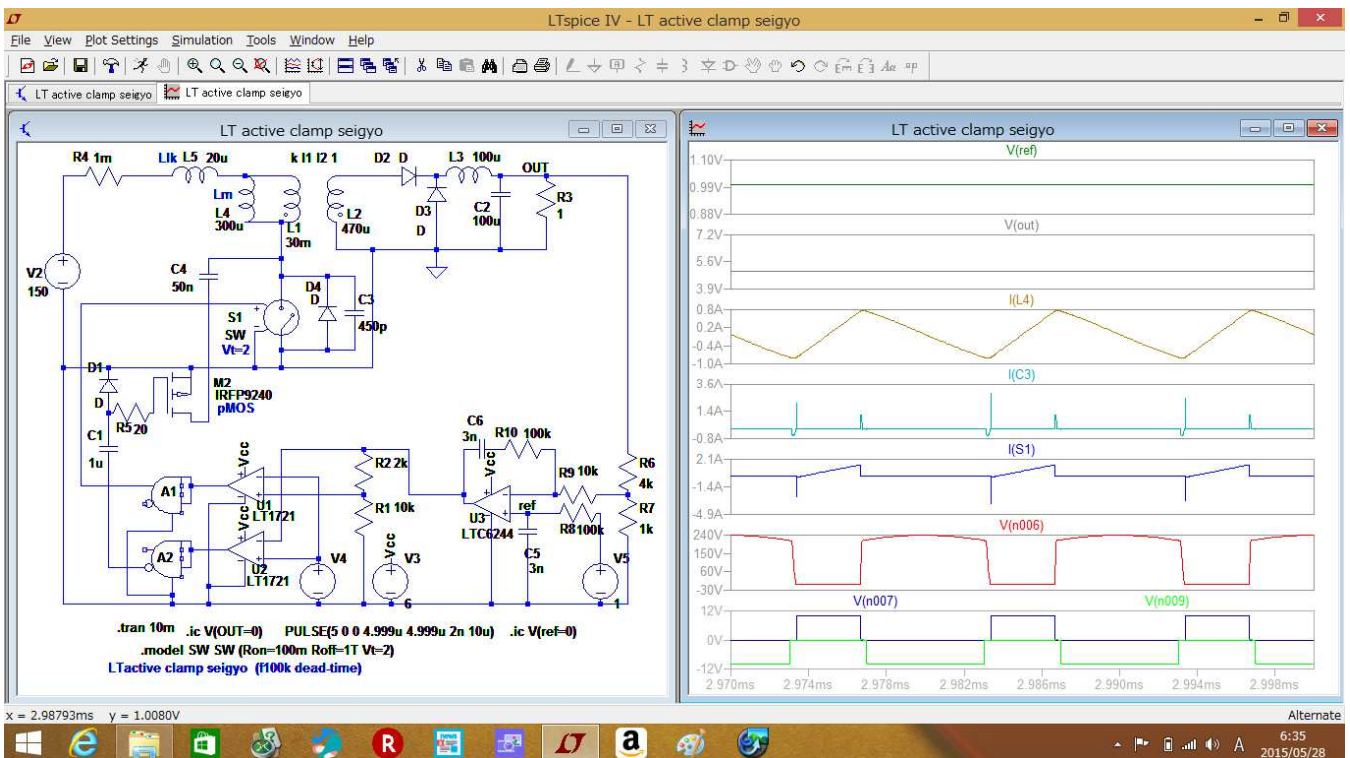 LTspice IV - LT active clamp seigyo
File View Plot Settings Simulation Tools Window Help
LT active clamp seigyo
LT active clamp seigyo
LT active clamp seigyo
R4 1m
Llk L5 20u
k l1 l2 1
D2 D
L3 100u
OUT
Lm
L4
300u
L1
30m
L2
470u
D3
D
C2
100u
R3
1
V2
150
C4
50n
S1
SW
Vt=2
D4
D
C3
450p
D1
D
R5 20
M2
IRFP9240
pMOS
C1
1u
A1
A2
Vcc
U1
LT1721
Vcc
U2
LT1721
R2 2k
R1 10k
V4
Vcc
V3
6
C6
3n
R10 100k
Vcc
U3
LTC6244
ref
R9 10k
R8 100k
C5
3n
R6
4k
R7
1k
V5
1
.tran 10m .ic V(OUT=0) PULSE(5 0 0 4.999u 4.999u 2n 10u) .ic V(ref=0)
.model SW SW (Ron=100m Roff=1T Vt=2)
LTactive clamp seigyo (f100k dead-time)
LT active clamp seigyo
V(ref)
1.10V
0.99V
0.88V
V(out)
7.2V
5.6V
3.9V
I(L4)
0.8A
0.2A
-0.4A
-1.0A
I(C3)
3.6A
1.4A
-0.8A
I(S1)
2.1A
-1.4A
-4.9A
V(n006)
240V
150V
60V
-30V
V(n007) V(n009)
12V
0V
-12V
2.970ms 2.974ms 2.978ms 2.982ms 2.986ms 2.990ms 2.994ms 2.998ms
x = 2.98793ms y = 1.0080V
Alternate
R
a
A
6:35
2015/05/28